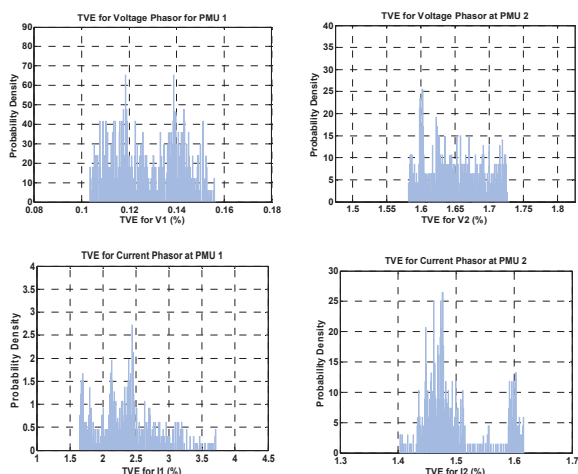 TVE for Voltage Phasor for PMU 1
Probability Density
90
80
70
60
50
40
30
20
10
0
0.08 0.1 0.12 0.14 0.16 0.18
TVE for V1 (%)
TVE for Voltage Phasor at PMU 2
Probability Density
40
35
30
25
20
15
10
5
0
1.5 1.55 1.6 1.65 1.7 1.75 1.8
TVE for V2 (%)
TVE for Current Phasor at PMU 1
Probability Density
4
3.5
3
2.5
2
1.5
1
0.5
0
1 1.5 2 2.5 3 3.5 4 4.5
TVE for I1 (%)
TVE for Current Phasor at PMU 2
Probability Density
30
25
20
15
10
5
0
1.3 1.4 1.5 1.6 1.7
TVE for I2 (%)